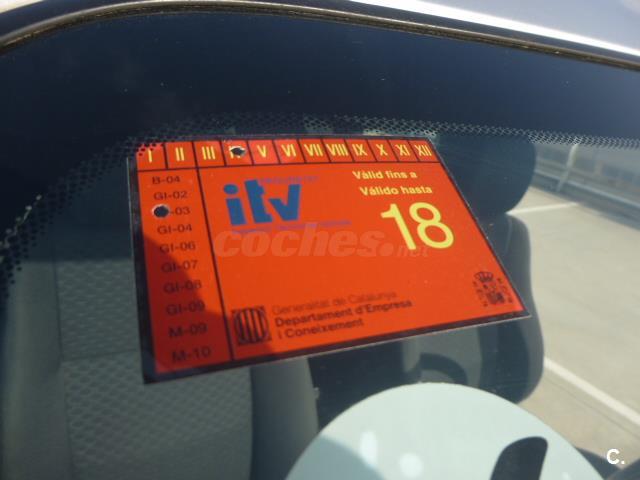 I II III V VI VII VIII IX X XI XII
B-04
GI-02
-03
GI-04
GI-06
GI-07
GI-08
GI-09
M-09
M-10
itv
Vàlid fins a
Válido hasta
18
coches.net
Generalitat de Catalunya
Departament d'Empresa
i Coneixement
C.